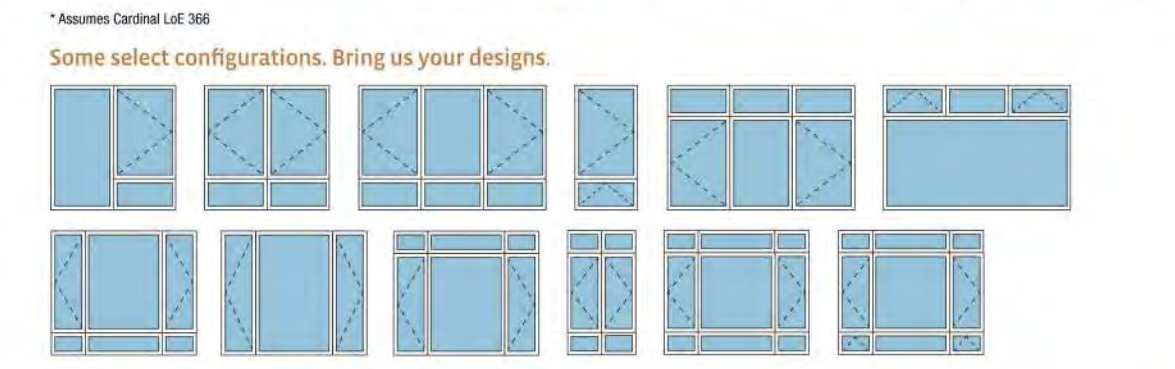 * Assumes Cardinal LoE 366
Some select configurations. Bring us your designs.